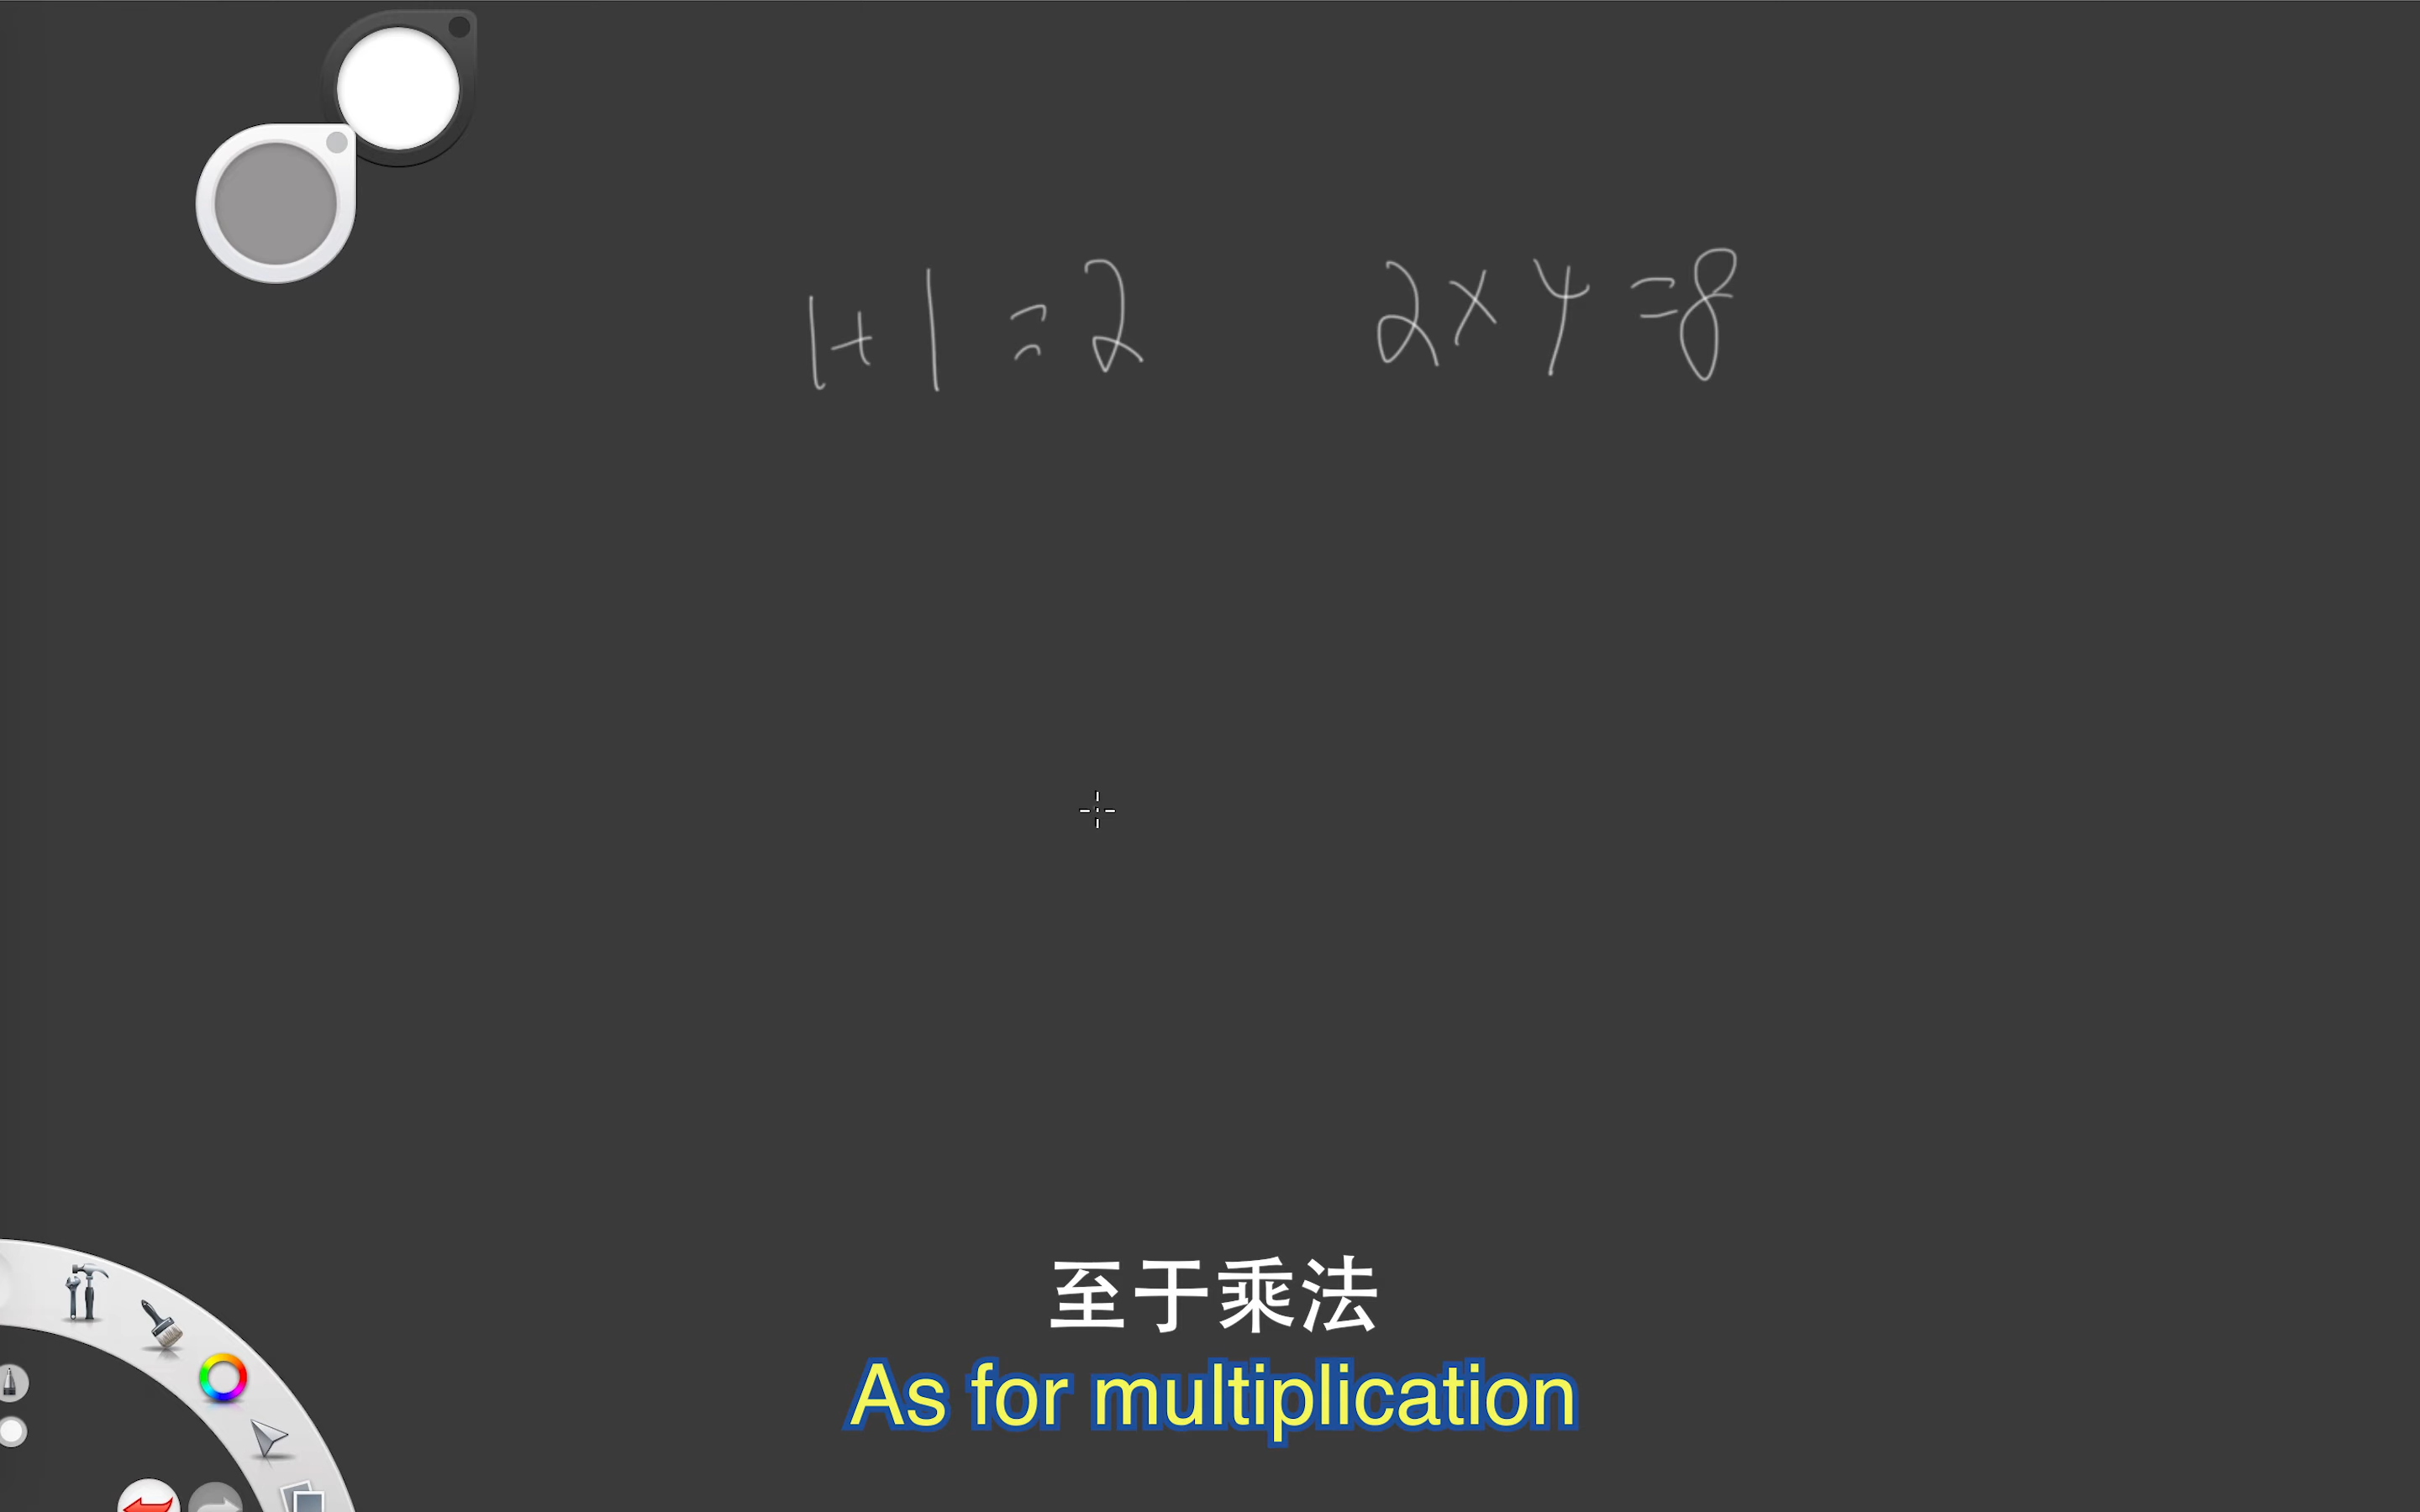 1+1=2 2×4=8
至于乘法
As for multiplication